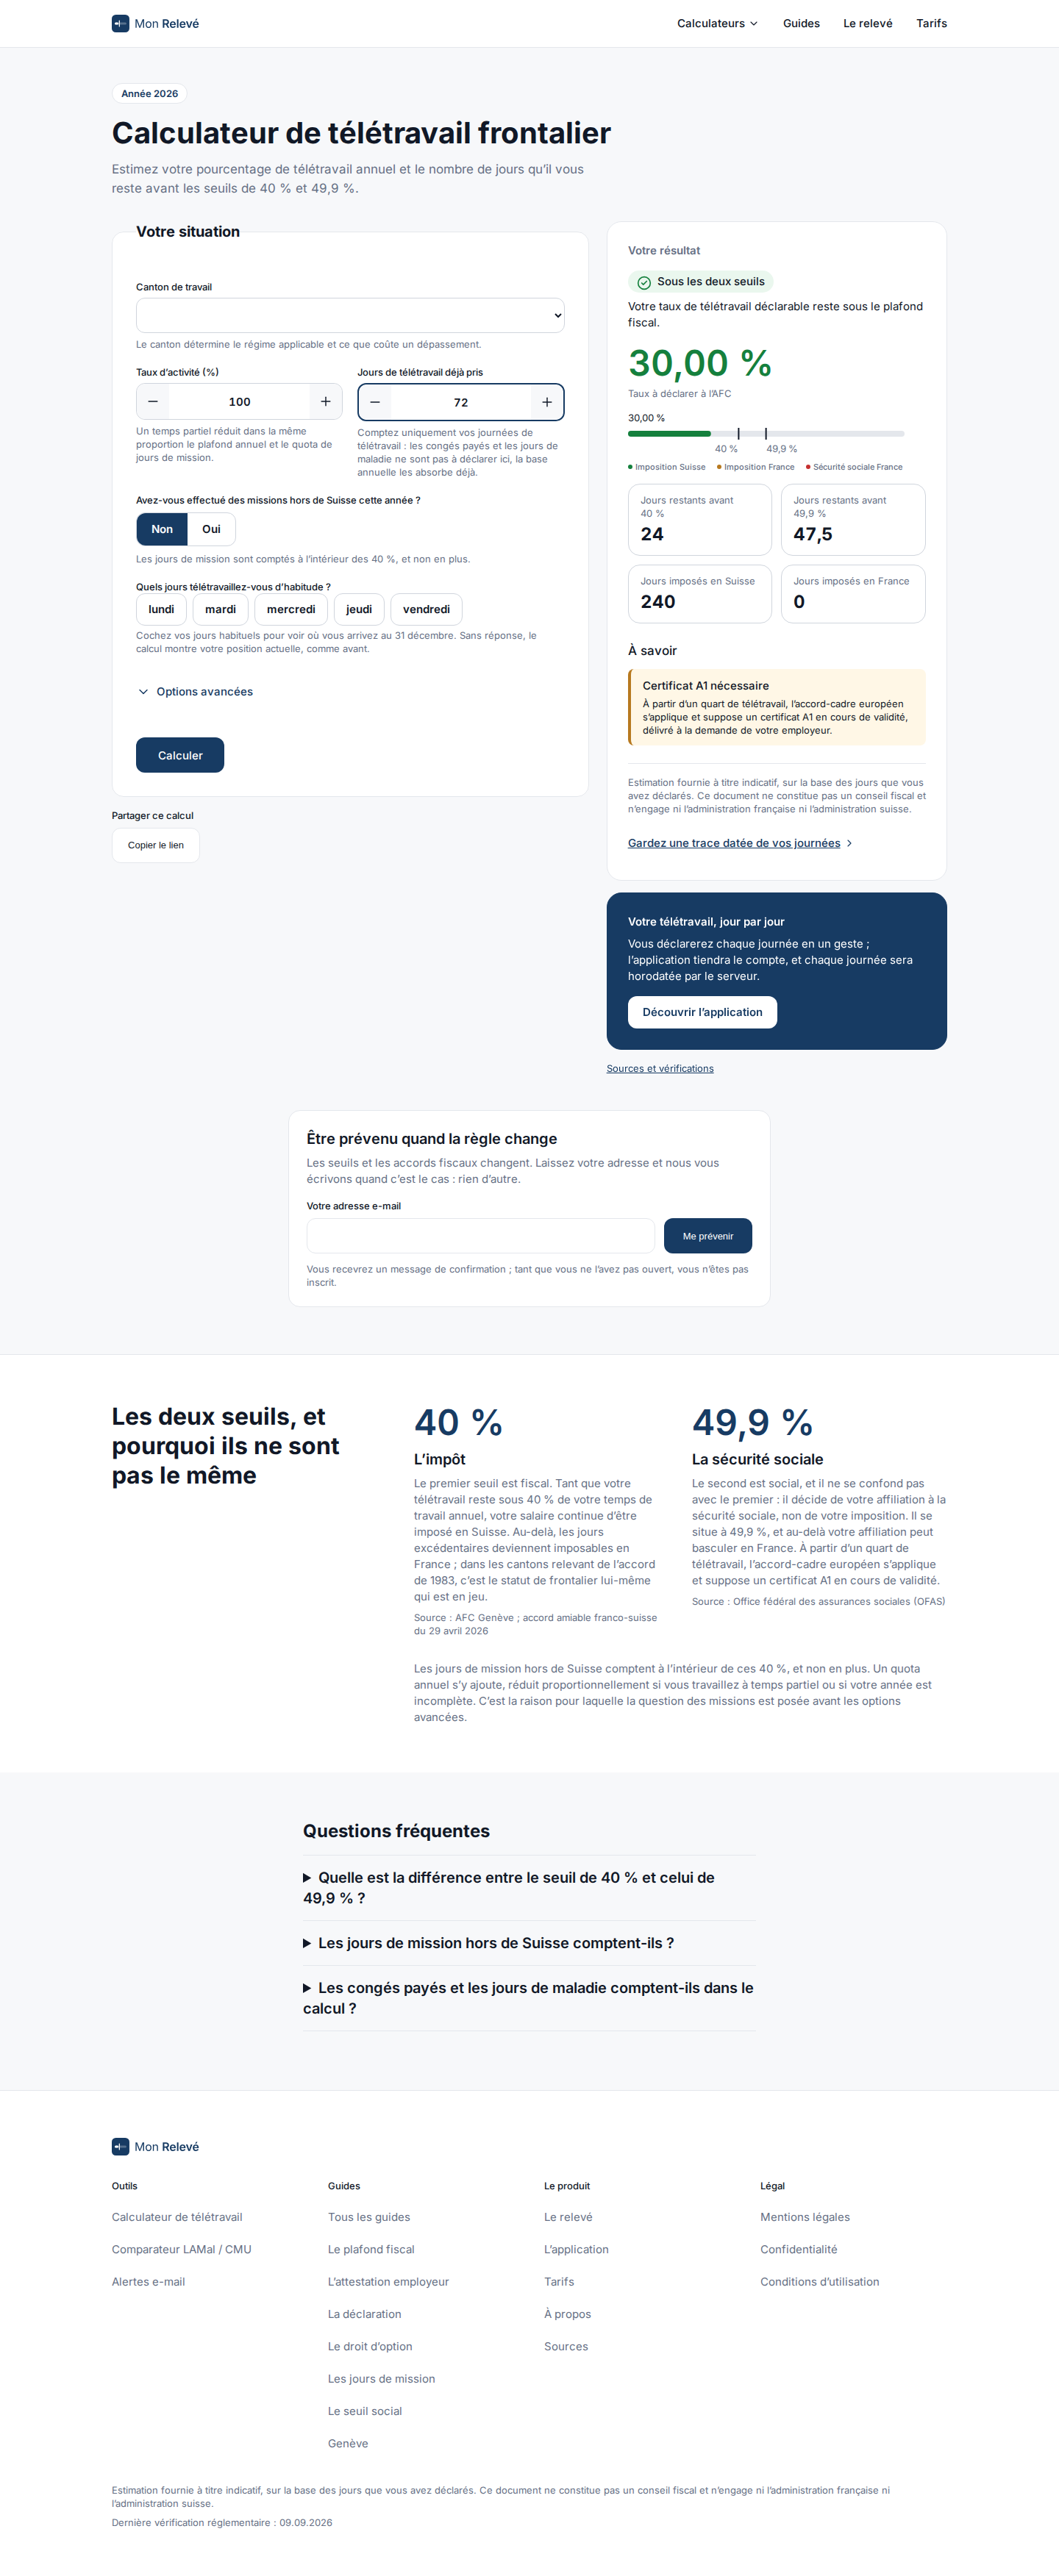 Mon Relevé
Calculateurs
Guides
Le relevé
Tarifs
Année 2026
Calculateur de télétravail frontalier
Estimez votre pourcentage de télétravail annuel et le nombre de jours qu’il vous
reste avant les seuils de 40 % et 49,9 %.
Votre situation
Canton de travail
Le canton détermine le régime applicable et ce que coûte un dépassement.
Taux d’activité (%)
100
Un temps partiel réduit dans la même
proportion le plafond annuel et le quota de
jours de mission.
Jours de télétravail déjà pris
72
Comptez uniquement vos journées de
télétravail : les congés payés et les jours de
maladie ne sont pas à déclarer ici, la base
annuelle les absorbe déjà.
Avez-vous effectué des missions hors de Suisse cette année ?
Non
Oui
Les jours de mission sont comptés à l’intérieur des 40 %, et non en plus.
Quels jours télétravaillez-vous d’habitude ?
lundi
mardi
mercredi
jeudi
vendredi
Cochez vos jours habituels pour voir où vous arrivez au 31 décembre. Sans réponse, le
calcul montre votre position actuelle, comme avant.
Options avancées
Calculer
Partager ce calcul
Copier le lien
Votre résultat
Sous les deux seuils
Votre taux de télétravail déclarable reste sous le plafond
fiscal.
30,00 %
Taux à déclarer à l’AFC
30,00 %
40 %
49,9 %
Imposition Suisse
Imposition France
Sécurité sociale France
Jours restants avant
40 %
24
Jours restants avant
49,9 %
47,5
Jours imposés en Suisse
240
Jours imposés en France
0
À savoir
Certificat A1 nécessaire
À partir d’un quart de télétravail, l’accord-cadre européen
s’applique et suppose un certificat A1 en cours de validité,
délivré à la demande de votre employeur.
Estimation fournie à titre indicatif, sur la base des jours que vous
avez déclarés. Ce document ne constitue pas un conseil fiscal et
n’engage ni l’administration française ni l’administration suisse.
Gardez une trace datée de vos journées
Votre télétravail, jour par jour
Vous déclarerez chaque journée en un geste ;
l’application tiendra le compte, et chaque journée sera
horodatée par le serveur.
Découvrir l’application
Sources et vérifications
Être prévenu quand la règle change
Les seuils et les accords fiscaux changent. Laissez votre adresse et nous vous
écrivons quand c’est le cas : rien d’autre.
Votre adresse e-mail
Me prévenir
Vous recevrez un message de confirmation ; tant que vous ne l’avez pas ouvert, vous n’êtes pas
inscrit.
Les deux seuils, et
pourquoi ils ne sont
pas le même
40 %
L’impôt
Le premier seuil est fiscal. Tant que votre
télétravail reste sous 40 % de votre temps de
travail annuel, votre salaire continue d’être
imposé en Suisse. Au-delà, les jours
excédentaires deviennent imposables en
France ; dans les cantons relevant de l’accord
de 1983, c’est le statut de frontalier lui-même
qui est en jeu.
Source : AFC Genève ; accord amiable franco-suisse
du 29 avril 2026
49,9 %
La sécurité sociale
Le second est social, et il ne se confond pas
avec le premier : il décide de votre affiliation à la
sécurité sociale, non de votre imposition. Il se
situe à 49,9 %, et au-delà votre affiliation peut
basculer en France. À partir d’un quart de
télétravail, l’accord-cadre européen s’applique
et suppose un certificat A1 en cours de validité.
Source : Office fédéral des assurances sociales (OFAS)
Les jours de mission hors de Suisse comptent à l’intérieur de ces 40 %, et non en plus. Un quota
annuel s’y ajoute, réduit proportionnellement si vous travaillez à temps partiel ou si votre année est
incomplète. C’est la raison pour laquelle la question des missions est posée avant les options
avancées.
Questions fréquentes
Quelle est la différence entre le seuil de 40 % et celui de
49,9 % ?
Les jours de mission hors de Suisse comptent-ils ?
Les congés payés et les jours de maladie comptent-ils dans le
calcul ?
Mon Relevé
Outils
Calculateur de télétravail
Comparateur LAMal / CMU
Alertes e-mail
Guides
Tous les guides
Le plafond fiscal
L’attestation employeur
La déclaration
Le droit d’option
Les jours de mission
Le seuil social
Genève
Le produit
Le relevé
L’application
Tarifs
À propos
Sources
Légal
Mentions légales
Confidentialité
Conditions d’utilisation
Estimation fournie à titre indicatif, sur la base des jours que vous avez déclarés. Ce document ne constitue pas un conseil fiscal et n’engage ni l’administration française ni
l’administration suisse.
Dernière vérification réglementaire : 09.09.2026